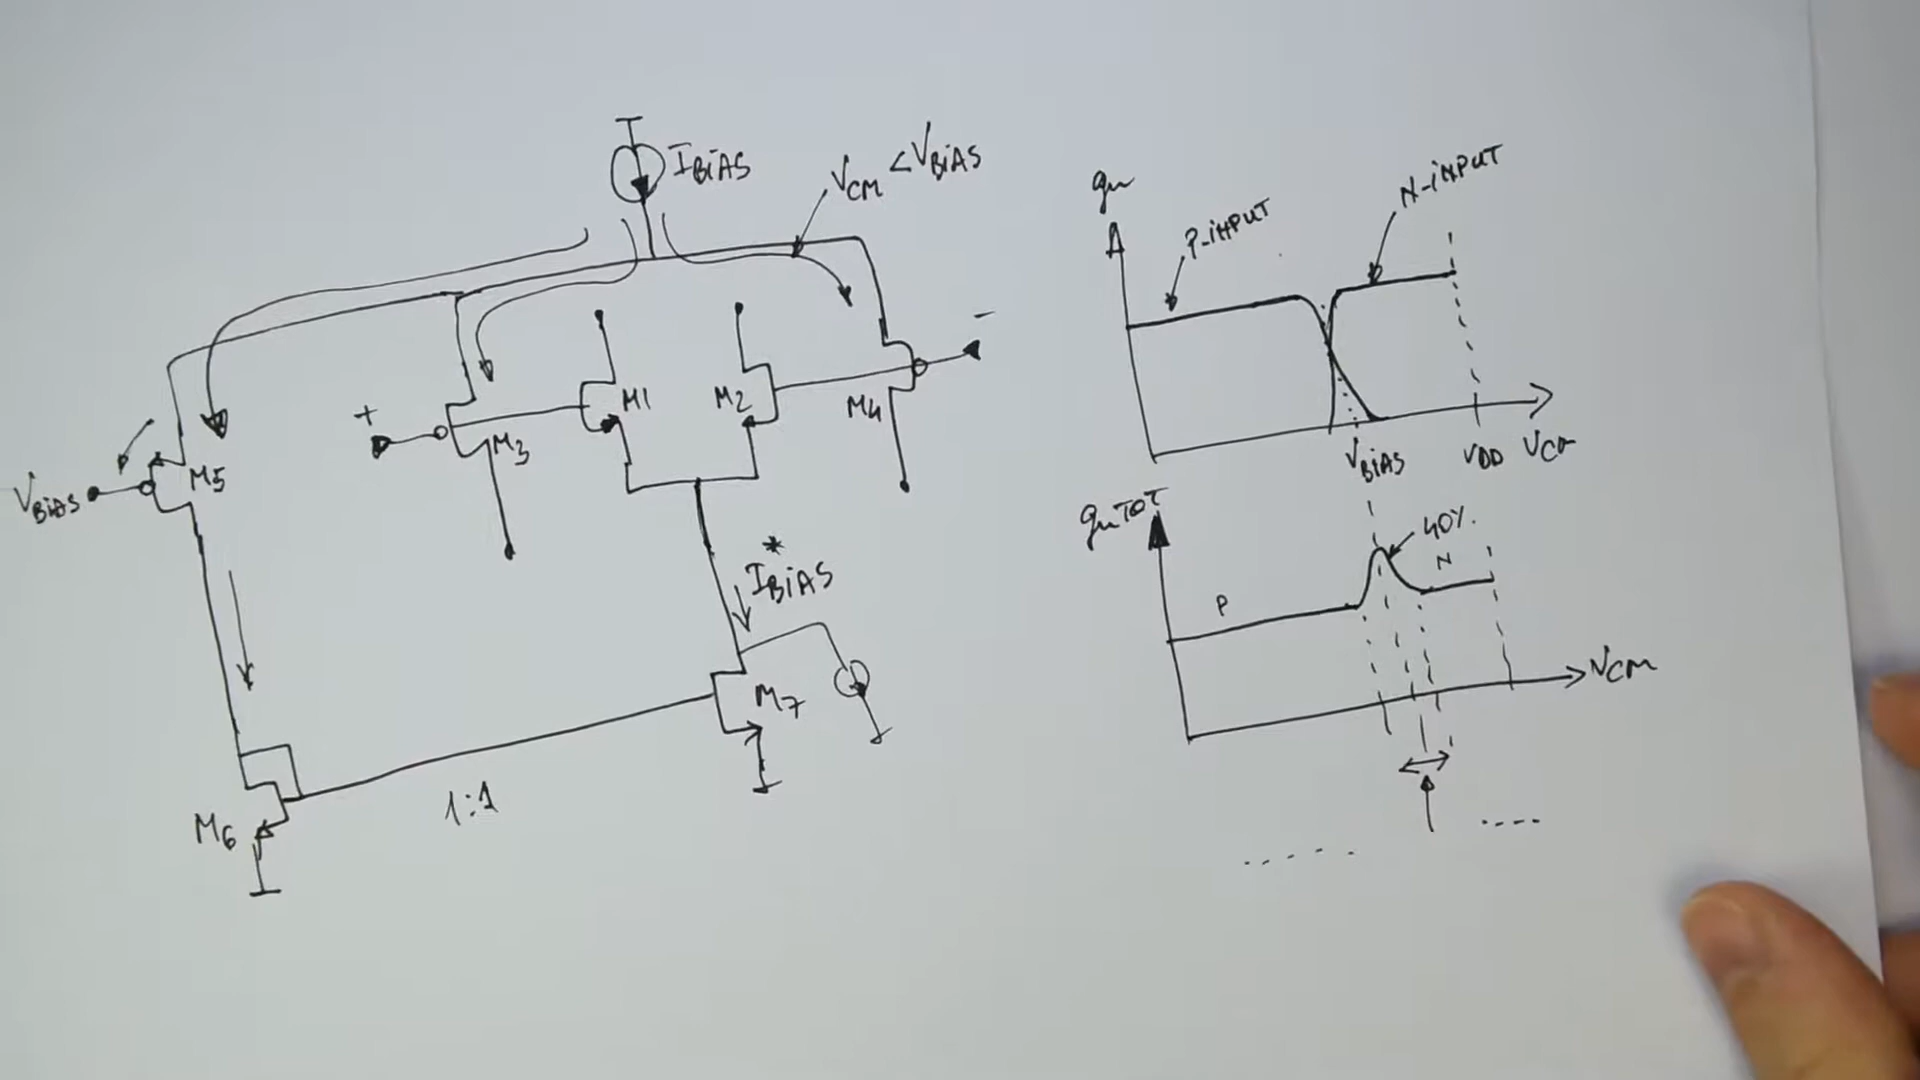 IBIAS
VCM < VBIAS
+
-
M1
M2
M3
M4
VBIAS
M5
*
IBIAS
M7
M6
1:1
gm
P-INPUT
N-INPUT
VBIAS
VDD
VCM
gmTOT
40%
P
N
VCM